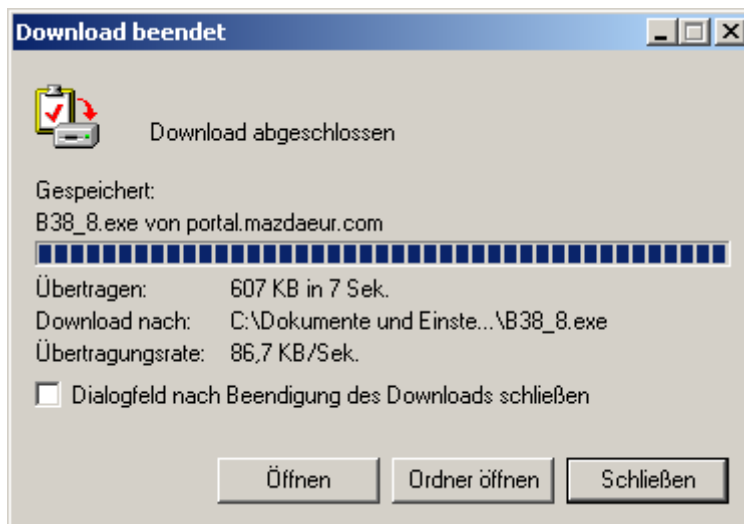 Download beendet
Download abgeschlossen
Gespeichert:
B38_8.exe von portal.mazdaeur.com
Übertragen: 607 KB in 7 Sek.
Download nach: C:\Dokumente und Einste...\B38_8.exe
Übertragungsrate: 86,7 KB/Sek.
Dialogfeld nach Beendigung des Downloads schließen
Öffnen Ordner öffnen Schließen